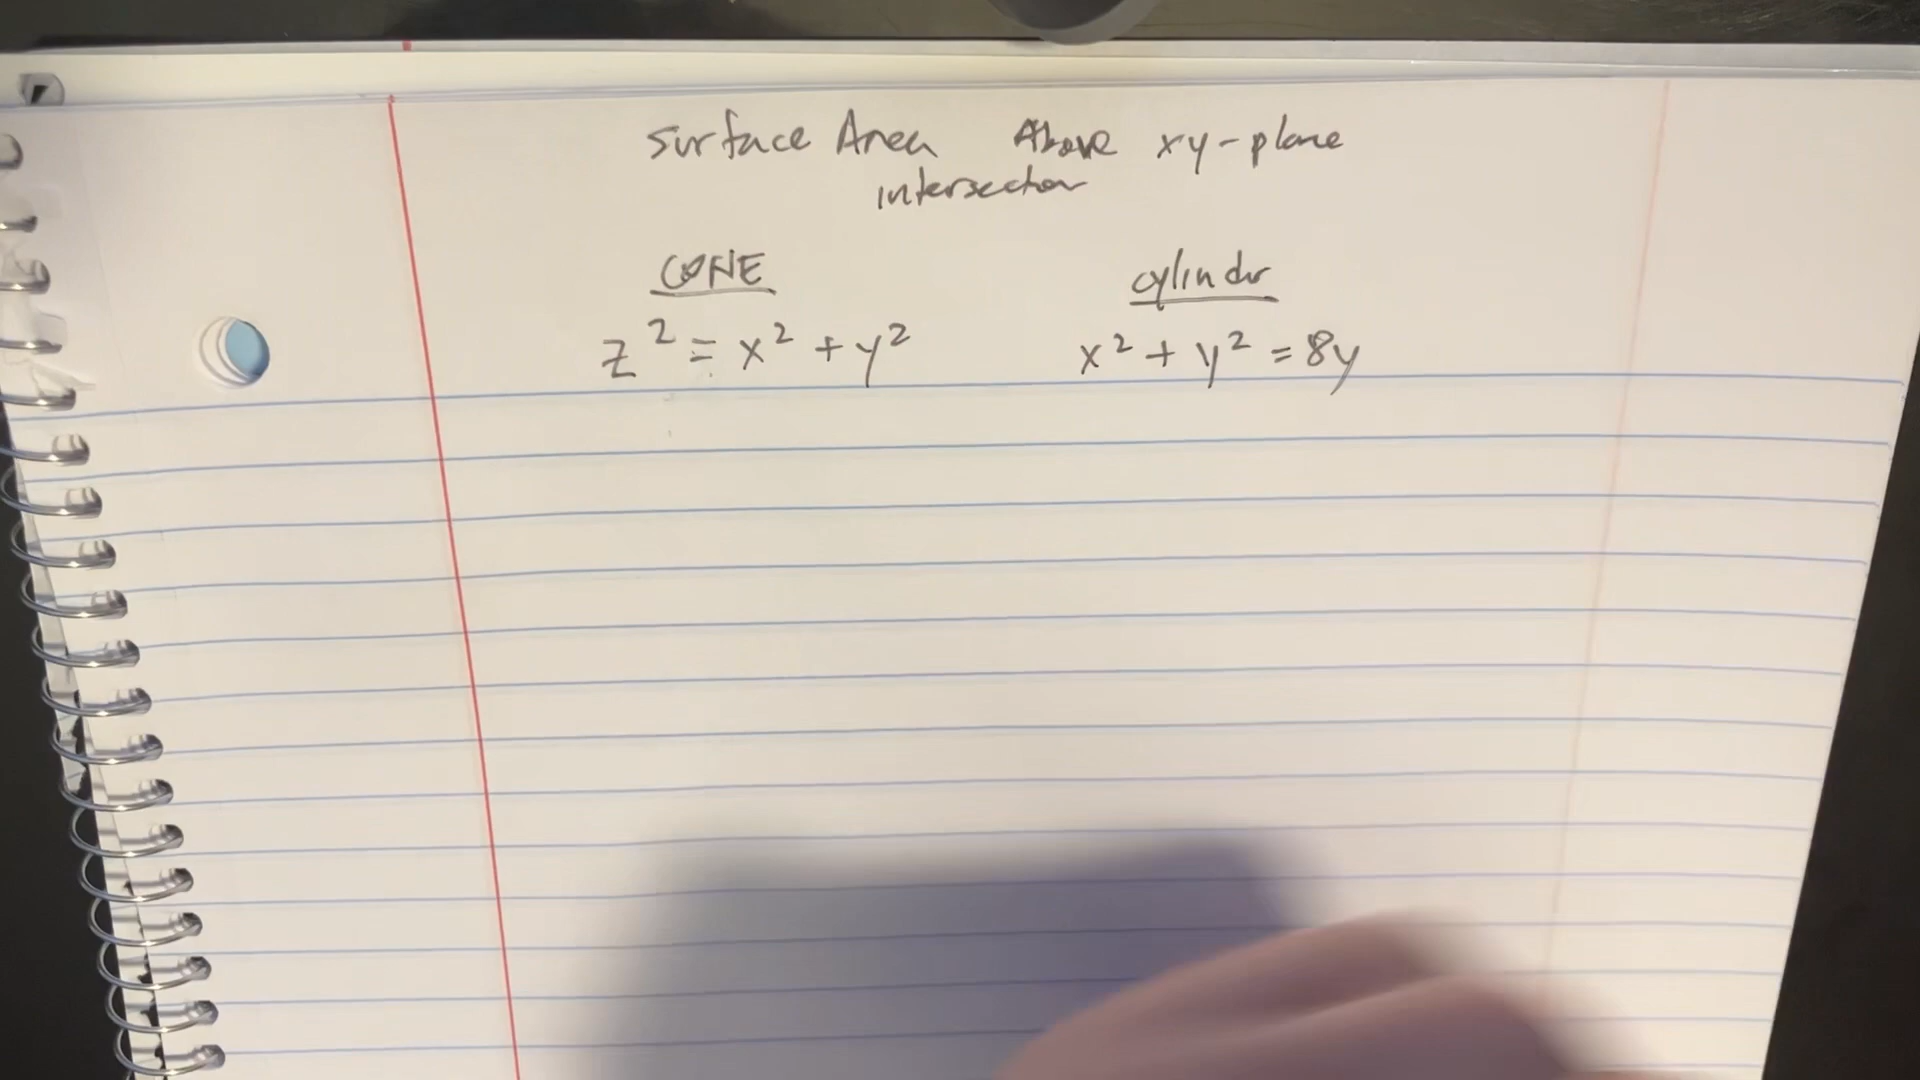 Surface Area Above xy-plane
intersection
CONE cylinder
z² = x² + y² x² + y² = 8y